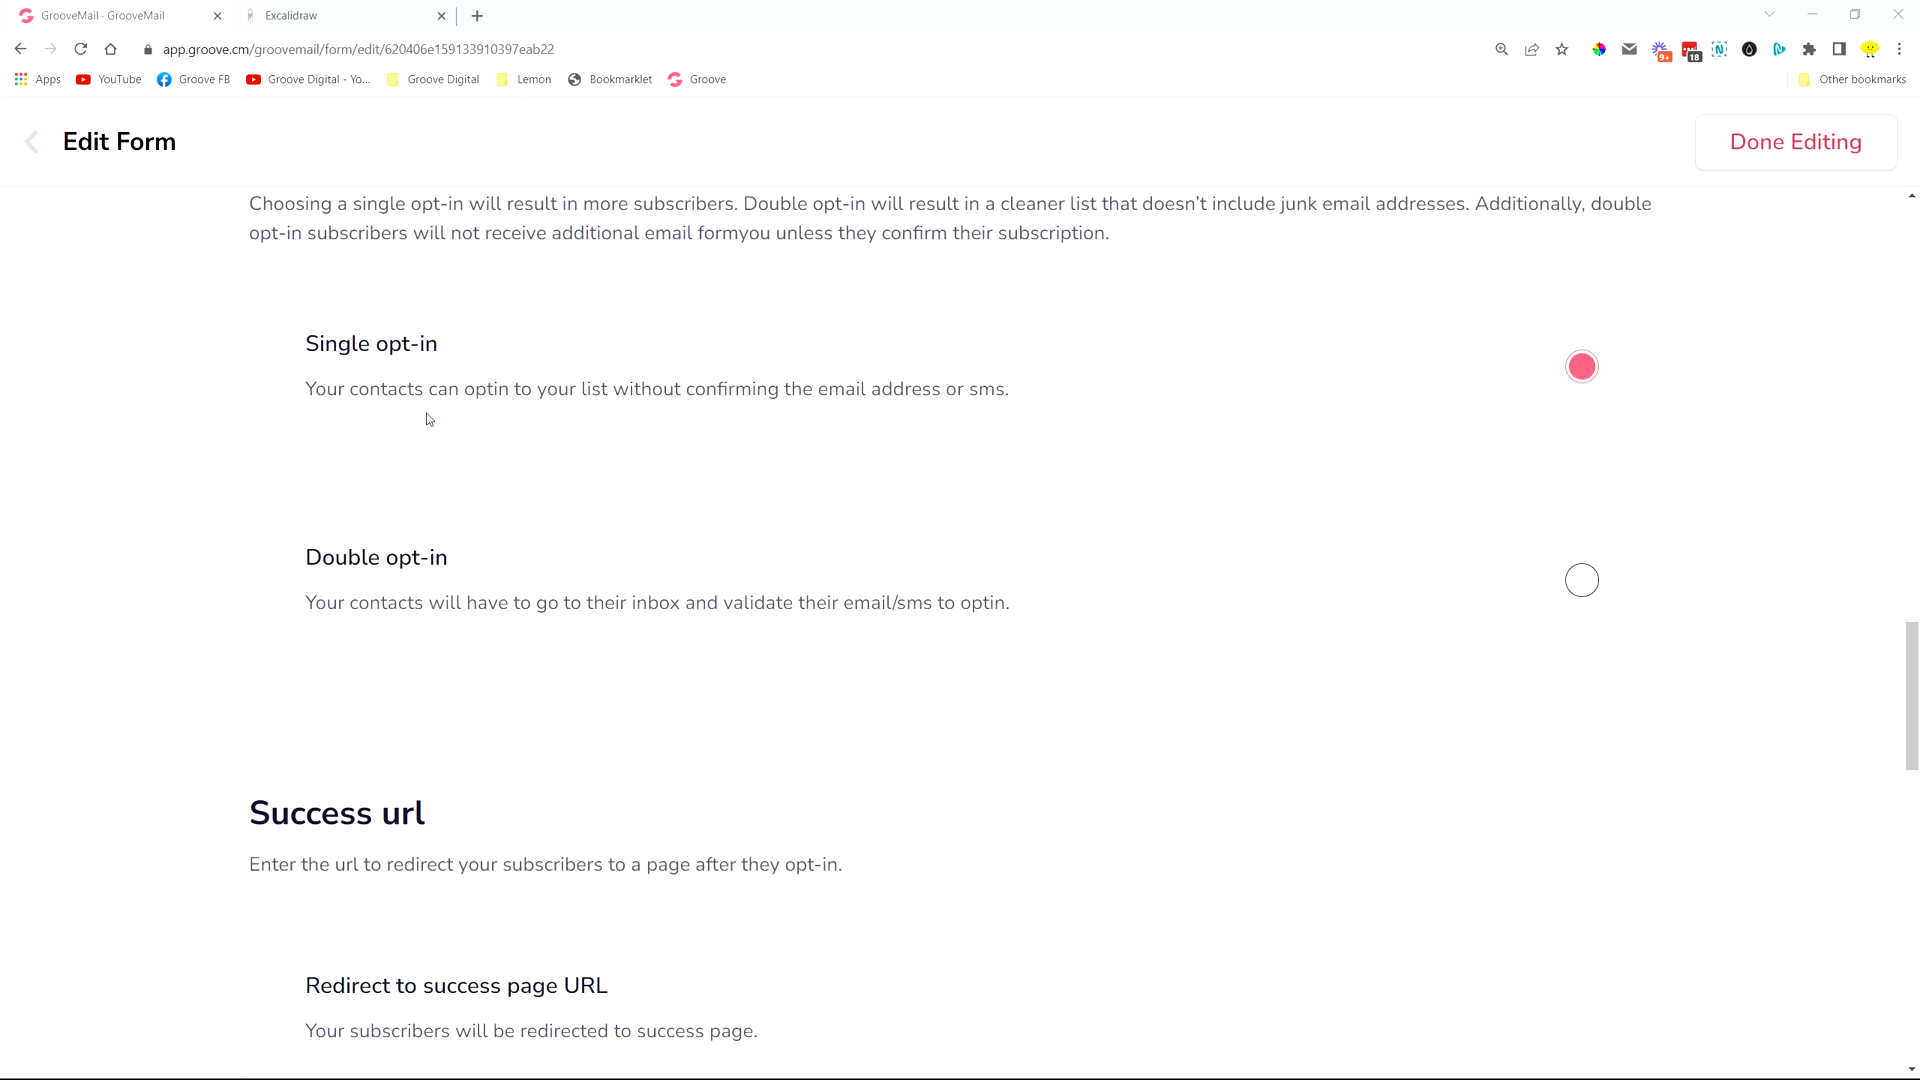 GrooveMail - GrooveMail
Excalidraw
app.groove.cm/groovemail/form/edit/620406e159133910397eab22
9+
18
Apps
YouTube
Groove FB
Groove Digital - Yo...
Groove Digital
Lemon
Bookmarklet
Groove
Other bookmarks
Edit Form
Done Editing
Choosing a single opt-in will result in more subscribers. Double opt-in will result in a cleaner list that doesn't include junk email addresses. Additionally, double
opt-in subscribers will not receive additional email formyou unless they confirm their subscription.
Single opt-in
Your contacts can optin to your list without confirming the email address or sms.
Double opt-in
Your contacts will have to go to their inbox and validate their email/sms to optin.
Success url
Enter the url to redirect your subscribers to a page after they opt-in.
Redirect to success page URL
Your subscribers will be redirected to success page.